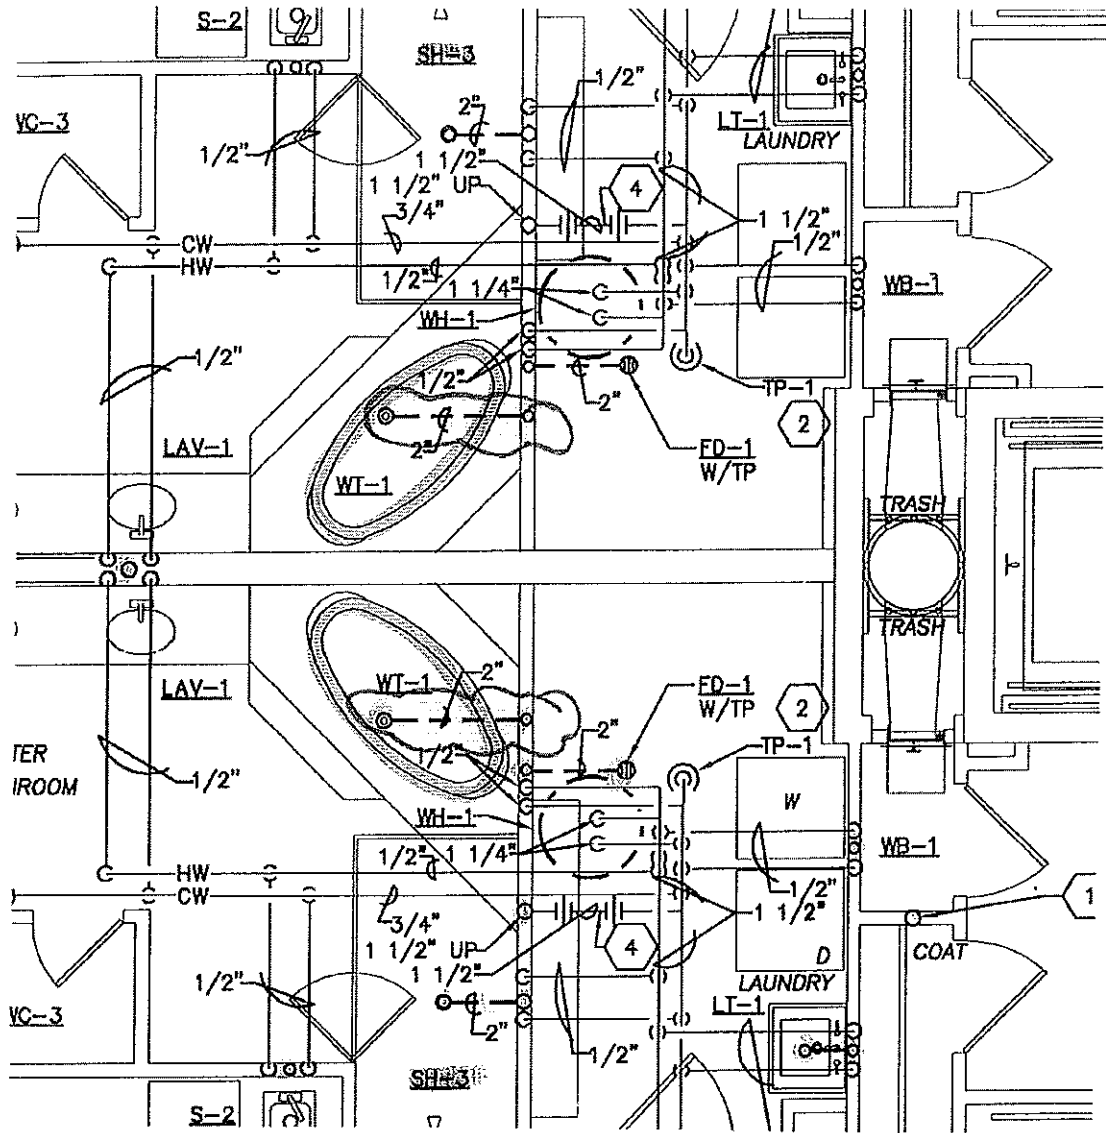 S-2
SH-3
1/2"
2"
LT-1
LAUNDRY
WC-3
1/2"
1 1/2"
4
1 1/2" UP
3/4"
1 1/2"
1/2"
CW
HW
1/2"
1 1/4"
WB-1
WH-1
1/2"
1/2"
TP-1
2"
2
LAV-1
2"
FD-1
W/TP
WT-1
TRASH
TRASH
WT-1
2"
FD-1
W/TP
LAV-1
2
2"
TP-1
1/2"
TER
ROOM
1/2"
W
WH-1
1/2"
1 1/4"
WB-1
HW
CW
1/2"
1 1/2"
3/4"
1
1 1/2" UP
4
COAT
1 1/2"
D
1/2"
LAUNDRY
LT-1
WC-3
2"
1/2"
SH-3
S-2